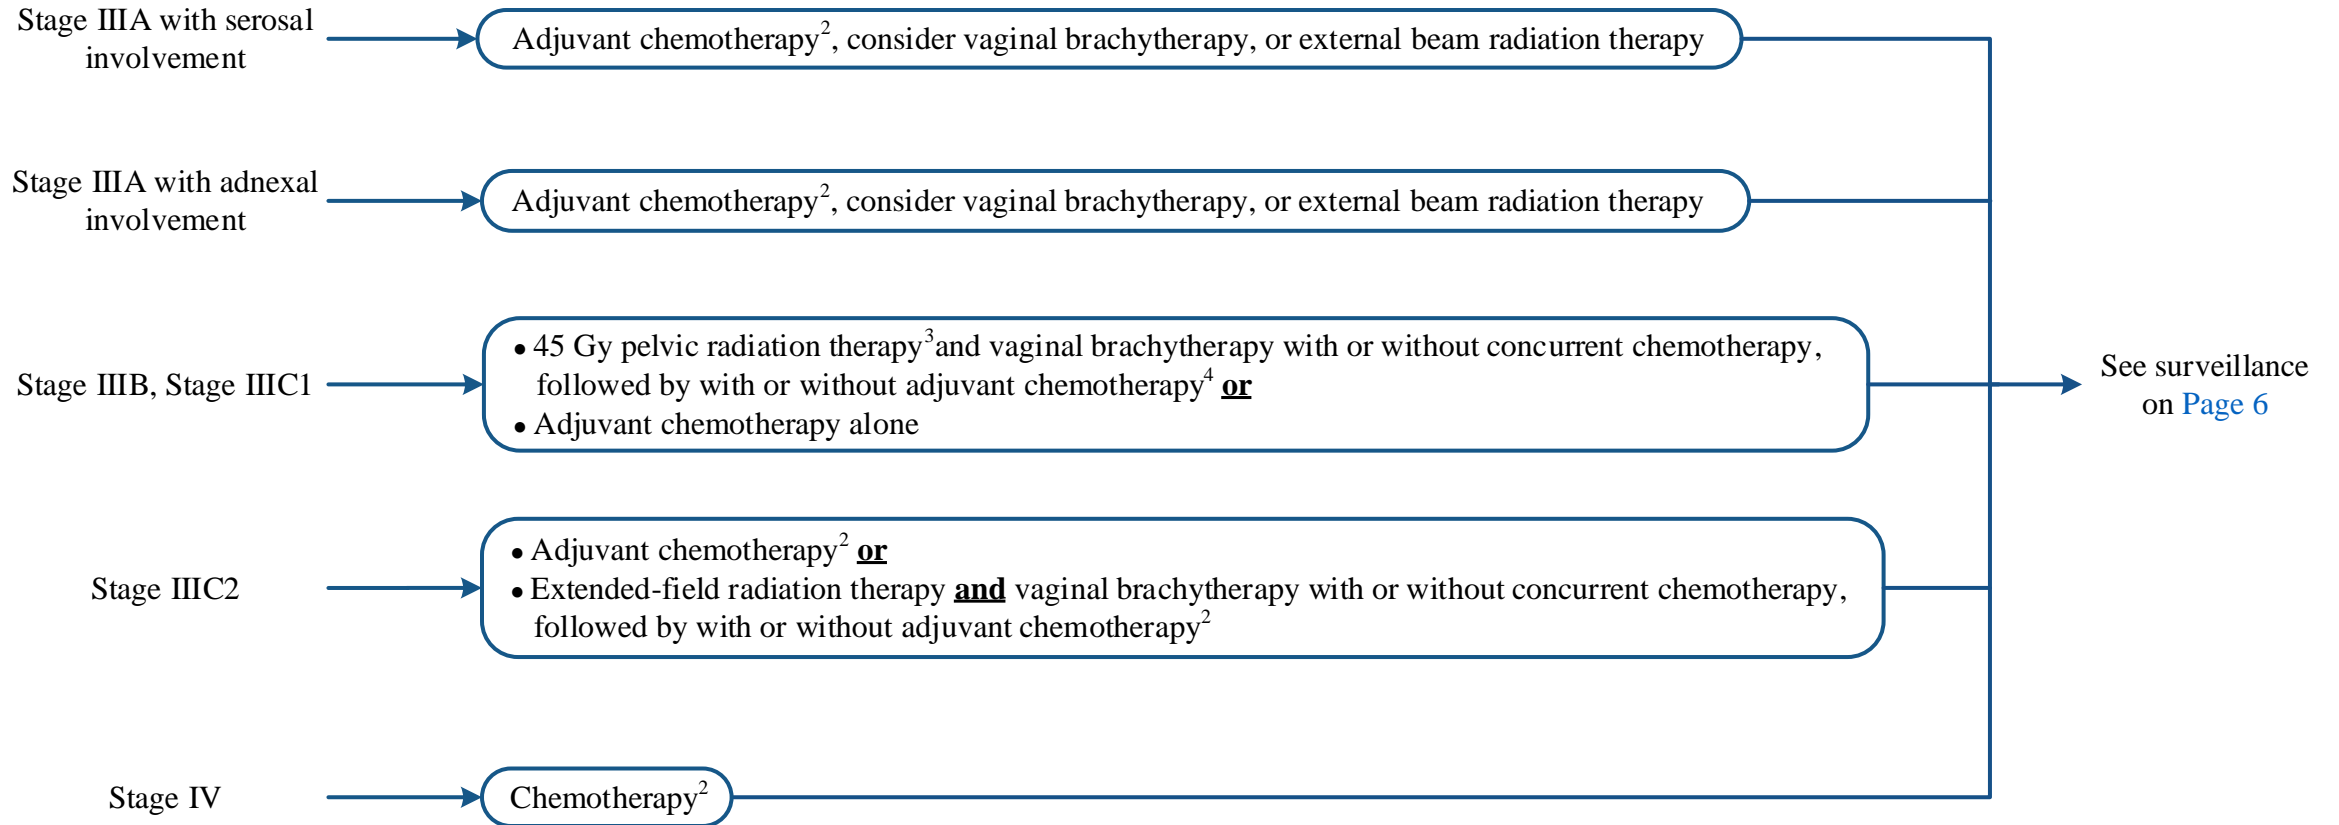 Stage IIIA with serosal
involvement
Adjuvant chemotherapy², consider vaginal brachytherapy, or external beam radiation therapy
Stage IIIA with adnexal
involvement
Adjuvant chemotherapy², consider vaginal brachytherapy, or external beam radiation therapy
Stage IIIB, Stage IIIC1
● 45 Gy pelvic radiation therapy³and vaginal brachytherapy with or without concurrent chemotherapy,
followed by with or without adjuvant chemotherapy⁴ or
● Adjuvant chemotherapy alone
See surveillance
on Page 6
Stage IIIC2
● Adjuvant chemotherapy² or
● Extended-field radiation therapy and vaginal brachytherapy with or without concurrent chemotherapy,
followed by with or without adjuvant chemotherapy²
Stage IV
Chemotherapy²